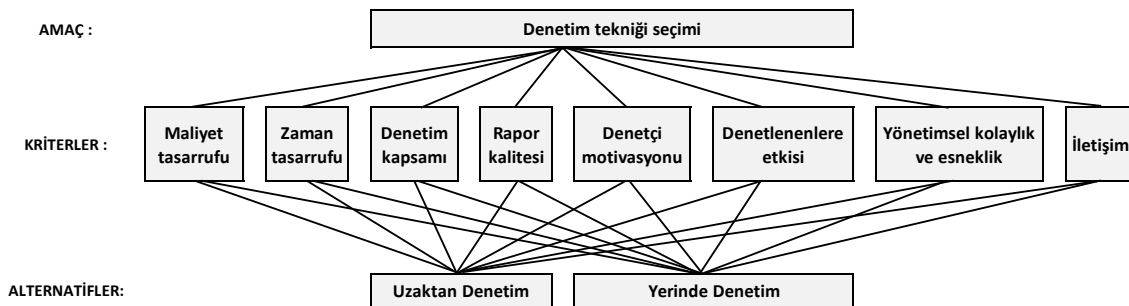 AMAÇ :
Denetim tekniği seçimi
KRİTERLER :
Maliyet
tasarrufu
Zaman
tasarrufu
Denetim
kapsamı
Rapor
kalitesi
Denetçi
motivasyonu
Denetlenenlere
etkisi
Yönetimsel kolaylık
ve esneklik
İletişim
ALTERNATİFLER:
Uzaktan Denetim
Yerinde Denetim